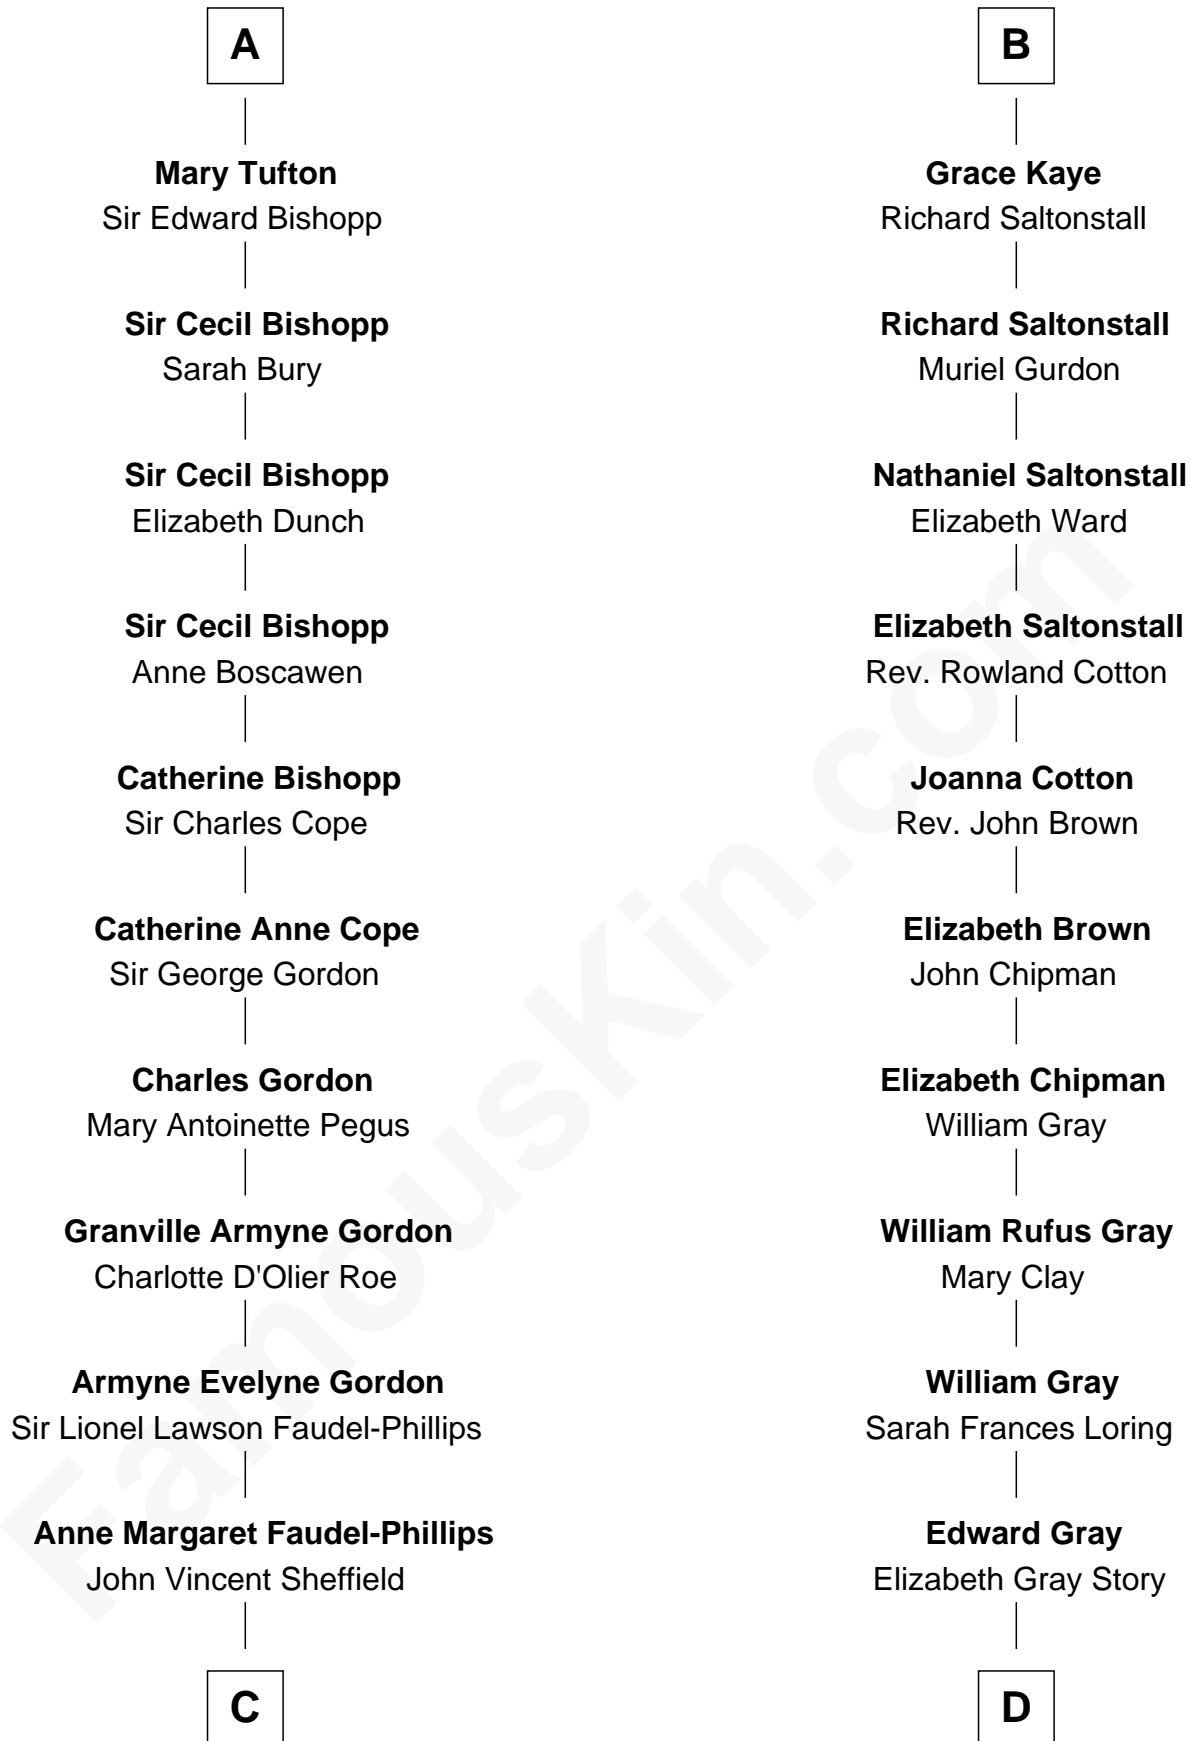 A
Mary Tufton
Sir Edward Bishopp
Sir Cecil Bishopp
Sarah Bury
Sir Cecil Bishopp
Elizabeth Dunch
Sir Cecil Bishopp
Anne Boscawen
Catherine Bishopp
Sir Charles Cope
Catherine Anne Cope
Sir George Gordon
Charles Gordon
Mary Antoinette Pegus
Granville Armyne Gordon
Charlotte D'Olier Roe
Armyne Evelyne Gordon
Sir Lionel Lawson Faudel-Phillips
Anne Margaret Faudel-Phillips
John Vincent Sheffield
C
B
Grace Kaye
Richard Saltonstall
Richard Saltonstall
Muriel Gurdon
Nathaniel Saltonstall
Elizabeth Ward
Elizabeth Saltonstall
Rev. Rowland Cotton
Joanna Cotton
Rev. John Brown
Elizabeth Brown
John Chipman
Elizabeth Chipman
William Gray
William Rufus Gray
Mary Clay
William Gray
Sarah Frances Loring
Edward Gray
Elizabeth Gray Story
D
FamousKin.com